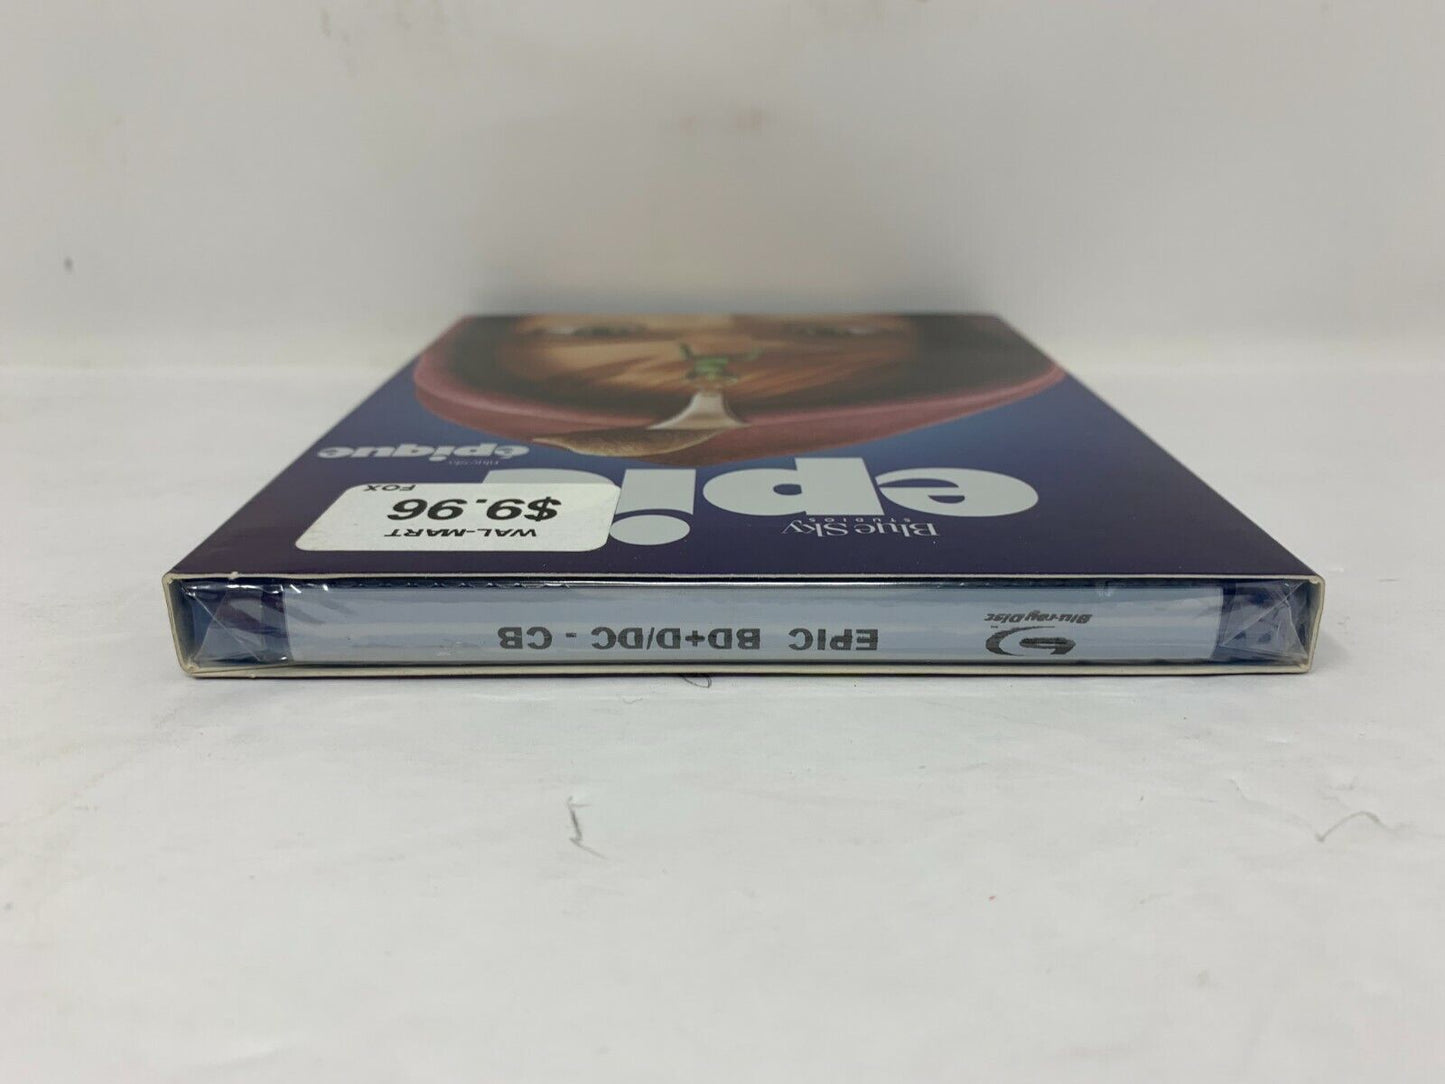 Blue Sky
STUDIOS
epic
épique
WAL-MART
$9.96
FOX
Blu-ray Disc
EPIC BD+D/DC - CB